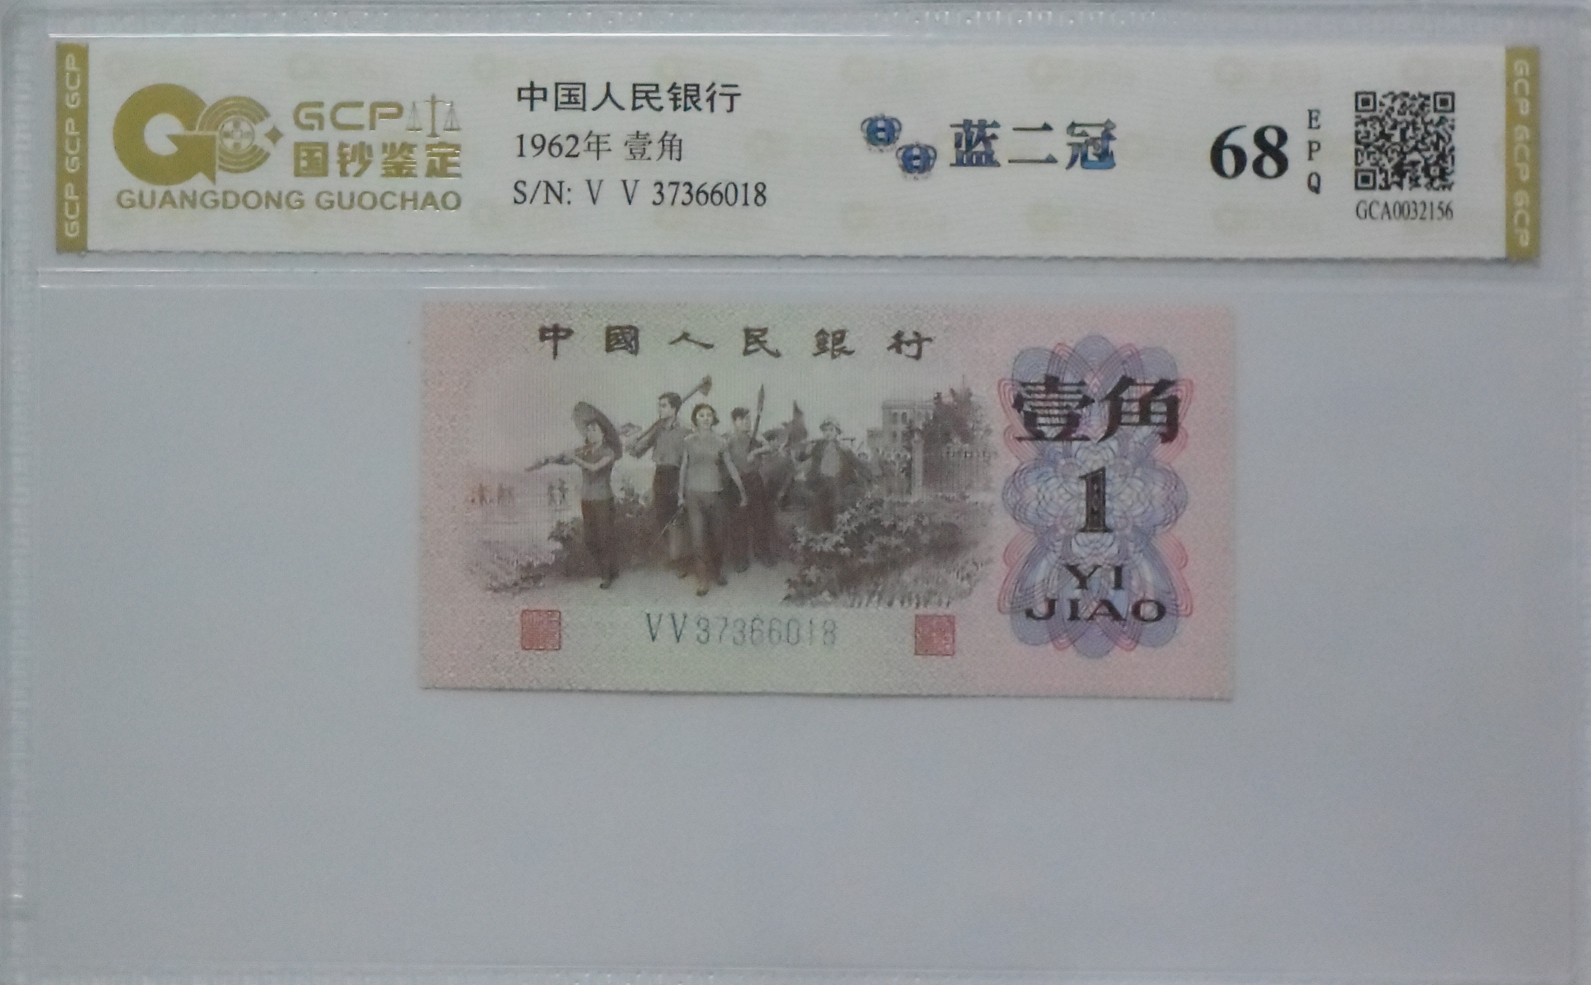 GCP GCP GCP
GCP
国钞鉴定
GUANGDONG GUOCHAO
中国人民银行
1962年 壹角
S/N: V V 37366018
蓝二冠
68
EPQ
GCA0032156
GCP GCP GCP
中國人民銀行
壹角
1
YI
JIAO
VV37366018